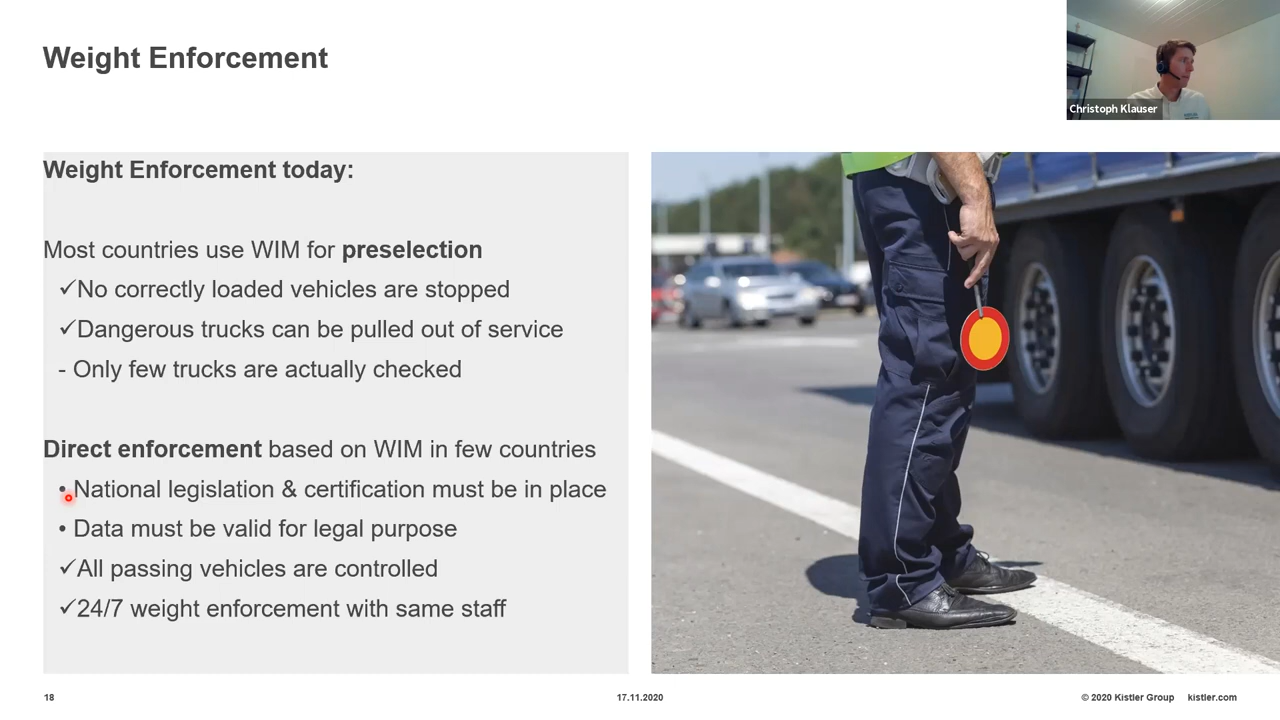 Weight Enforcement
Christoph Klauser
Weight Enforcement today:
Most countries use WIM for preselection
✓No correctly loaded vehicles are stopped
✓Dangerous trucks can be pulled out of service
- Only few trucks are actually checked
Direct enforcement based on WIM in few countries
• National legislation & certification must be in place
• Data must be valid for legal purpose
✓All passing vehicles are controlled
✓24/7 weight enforcement with same staff
18
17.11.2020
© 2020 Kistler Group kistler.com